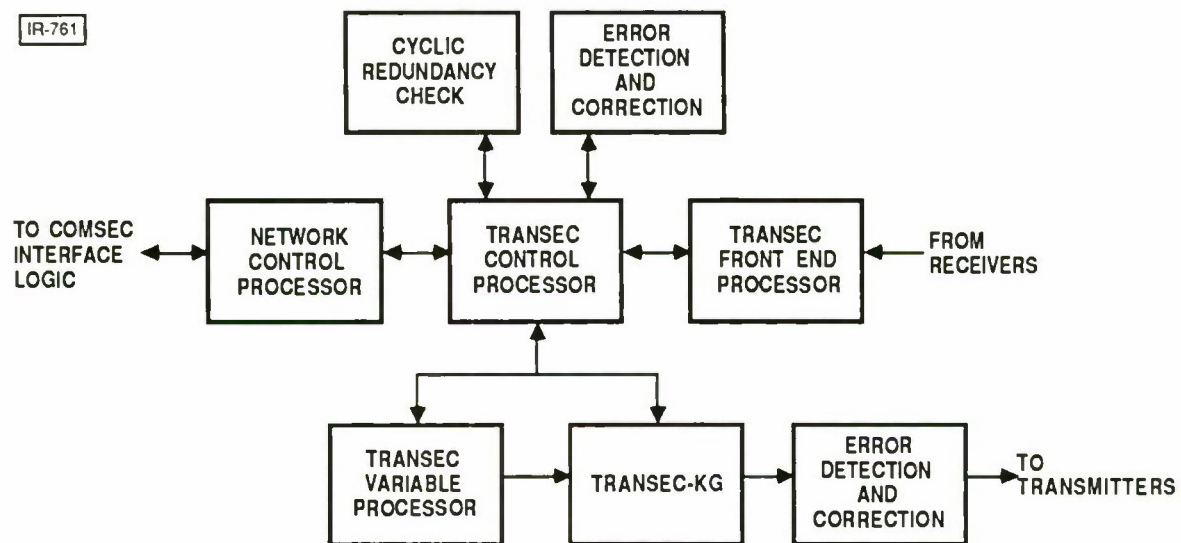 IR-761
CYCLIC
REDUNDANCY
CHECK
ERROR
DETECTION
AND
CORRECTION
TO COMSEC
INTERFACE
LOGIC
NETWORK
CONTROL
PROCESSOR
TRANSEC
CONTROL
PROCESSOR
TRANSEC
FRONT END
PROCESSOR
FROM
RECEIVERS
TRANSEC
VARIABLE
PROCESSOR
TRANSEC-KG
ERROR
DETECTION
AND
CORRECTION
TO
TRANSMITTERS